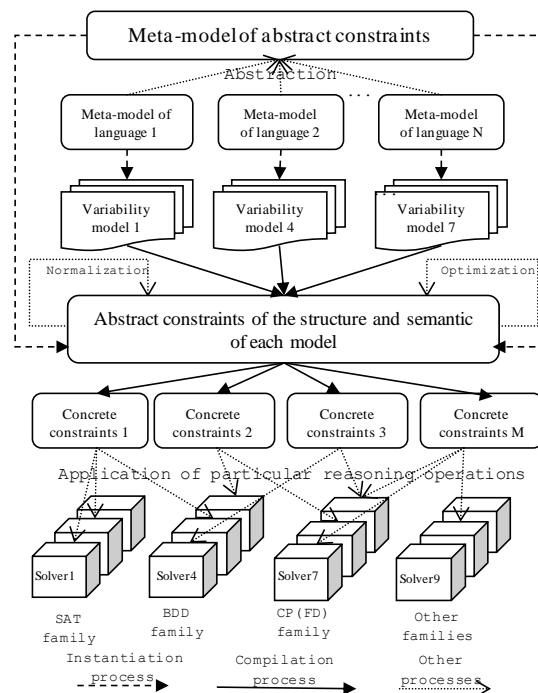 Meta-model of abstract constraints
Abstraction
Meta-model of language 1
Meta-model of language 2
...
Meta-model of language N
Variability model 1
Variability model 4
...
Variability model 7
Normalization
Optimization
Abstract constraints of the structure and semantic
of each model
Concrete constraints 1
Concrete constraints 2
Concrete constraints 3
Concrete constraints M
Application of particular reasoning operations
Solver1
Solver4
Solver7
Solver9
SAT family
BDD family
CP(FD) family
Other families
Instantiation process
Compilation process
Other processes